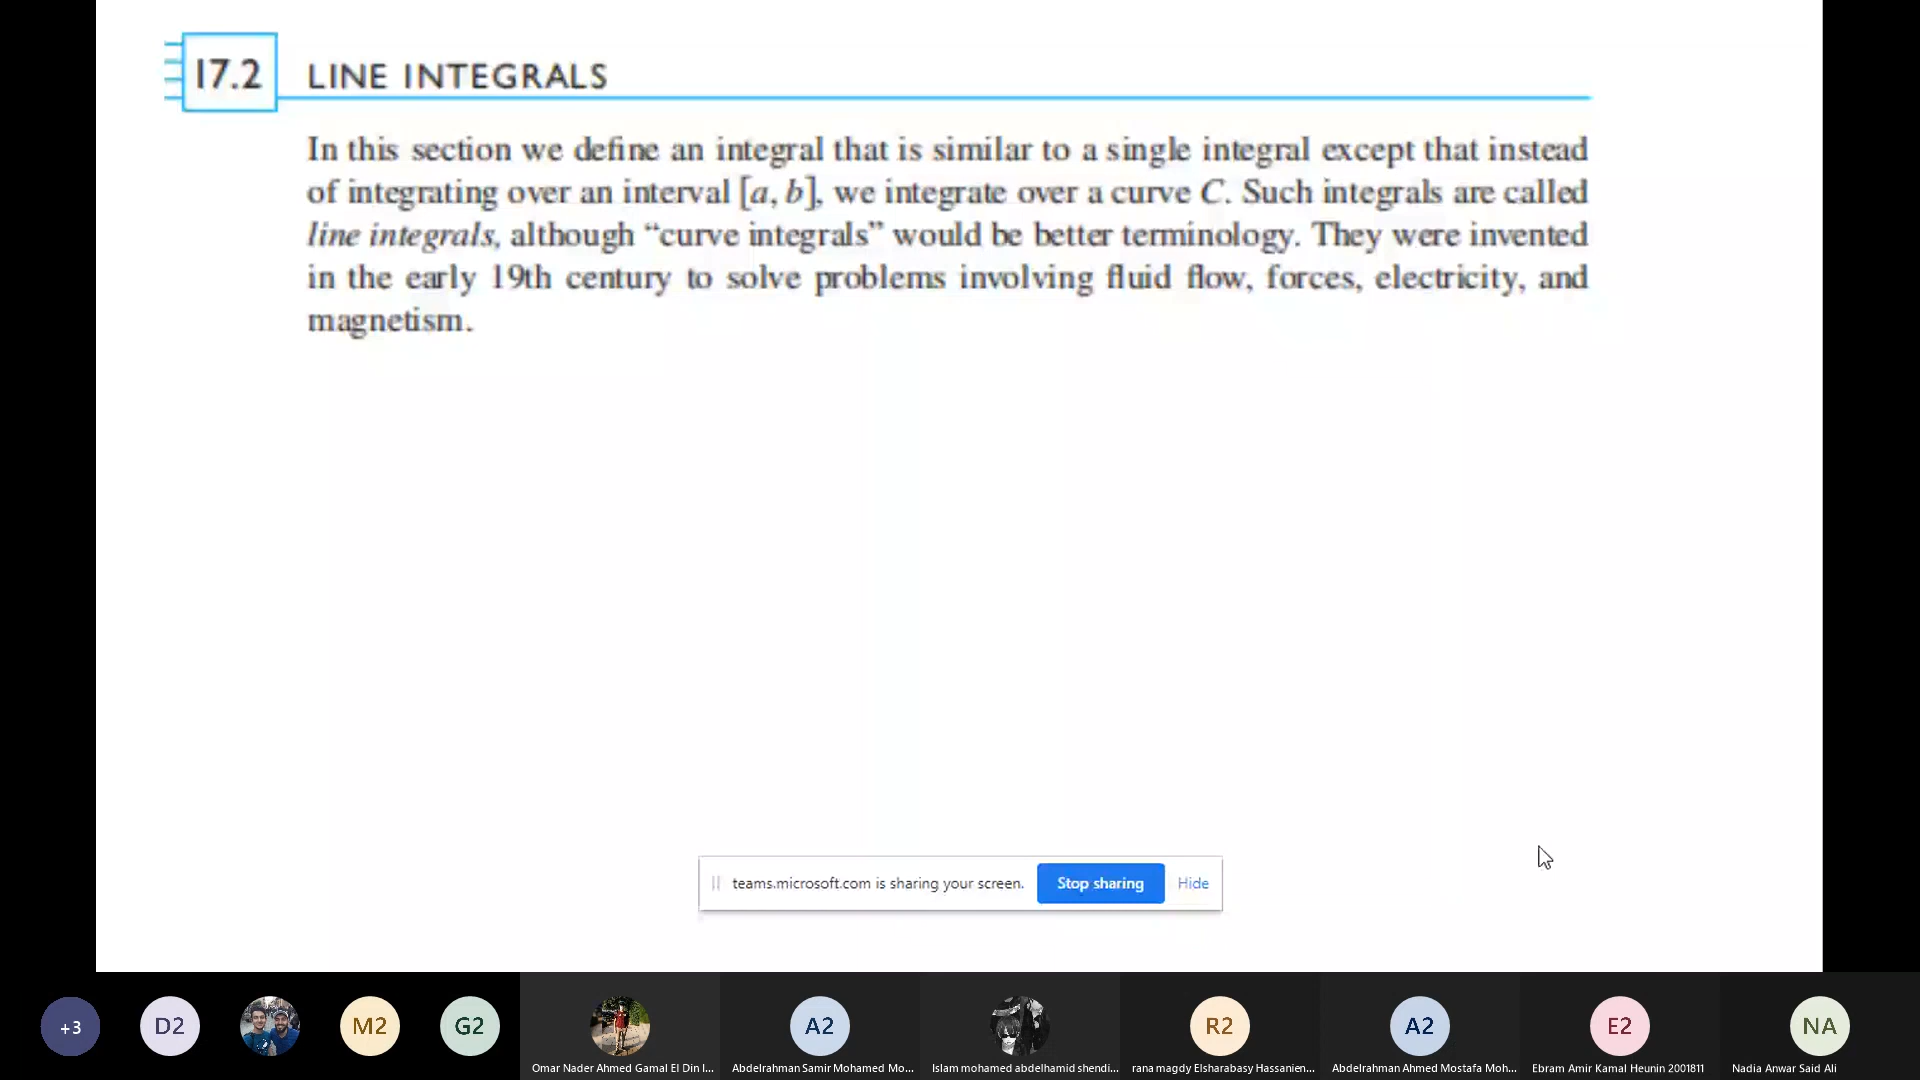 17.2 LINE INTEGRALS
In this section we define an integral that is similar to a single integral except that instead
of integrating over an interval [a, b], we integrate over a curve C. Such integrals are called
line integrals, although “curve integrals” would be better terminology. They were invented
in the early 19th century to solve problems involving fluid flow, forces, electricity, and
magnetism.
teams.microsoft.com is sharing your screen. Stop sharing Hide
+3 D2 M2 G2 A2 R2 A2 E2 NA
Omar Nader Ahmed Gamal El Din I... Abdelrahman Samir Mohamed Mo... Islam mohamed abdelhamid shendi... rana magdy Elsharabasy Hassanien... Abdelrahman Ahmed Mostafa Moh... Ebram Amir Kamal Heunin 2001811 Nadia Anwar Said Ali